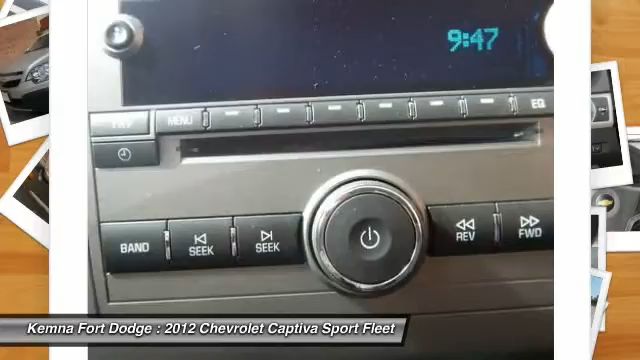 9:47
FAV MENU EQ
BAND SEEK SEEK REV FWD
Kemna Fort Dodge : 2012 Chevrolet Captiva Sport Fleet